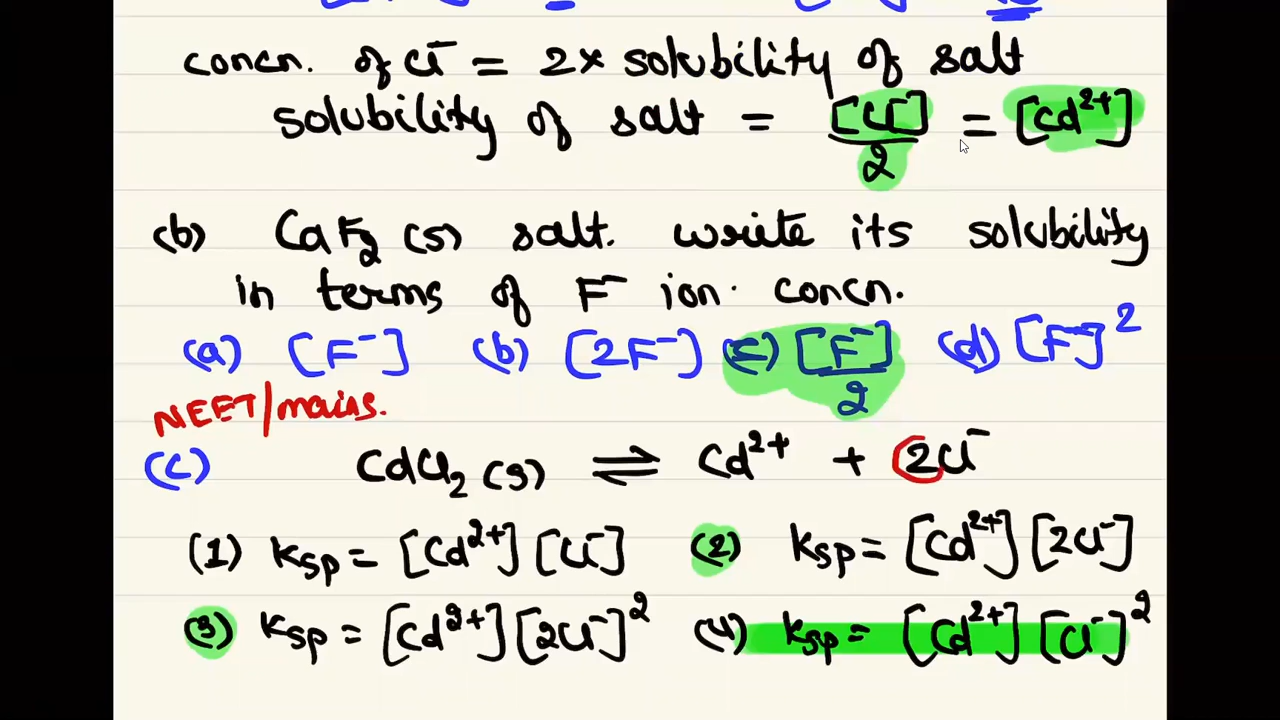 concn. of Cl⁻ = 2 × solubility of salt
solubility of salt = [Cl⁻]/2 = [Cd²⁺]
(b) CaF₂ (s) salt. write its solubility
in terms of F⁻ ion. concn.
(a) [F⁻] (b) [2F⁻] (c) [F⁻]/2 (d) [F⁻]²
NEET/mains.
(c) CdCl₂ (s) ⇌ Cd²⁺ + 2Cl⁻
(1) ksp = [Cd²⁺] [Cl⁻] (2) ksp = [Cd²⁺] [2Cl⁻]
(3) ksp = [Cd²⁺] [2Cl⁻]² (4) ksp = [Cd²⁺] [Cl⁻]²